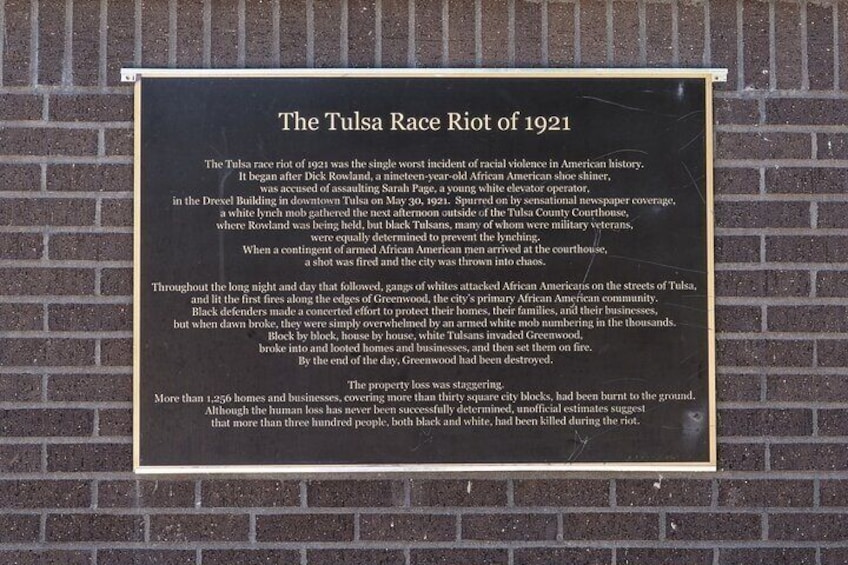 The Tulsa Race Riot of 1921
The Tulsa race riot of 1921 was the single worst incident of racial violence in American history.
It began after Dick Rowland, a nineteen-year-old African American shoe shiner,
was accused of assaulting Sarah Page, a young white elevator operator,
in the Drexel Building in downtown Tulsa on May 30, 1921.  Spurred on by sensational newspaper coverage,
a white lynch mob gathered the next afternoon outside of the Tulsa County Courthouse,
where Rowland was being held, but black Tulsans, many of whom were military veterans,
were equally determined to prevent the lynching.
When a contingent of armed African American men arrived at the courthouse,
a shot was fired and the city was thrown into chaos.
Throughout the long night and day that followed, gangs of whites attacked African Americans on the streets of Tulsa,
and lit the first fires along the edges of Greenwood, the city's primary African American community.
Black defenders made a concerted effort to protect their homes, their families, and their businesses,
but when dawn broke, they were simply overwhelmed by an armed white mob numbering in the thousands.
Block by block, house by house, white Tulsans invaded Greenwood,
broke into and looted homes and businesses, and then set them on fire.
By the end of the day, Greenwood had been destroyed.
The property loss was staggering.
More than 1,256 homes and businesses, covering more than thirty square city blocks, had been burnt to the ground.
Although the human loss has never been successfully determined, unofficial estimates suggest
that more than three hundred people, both black and white, had been killed during the riot.